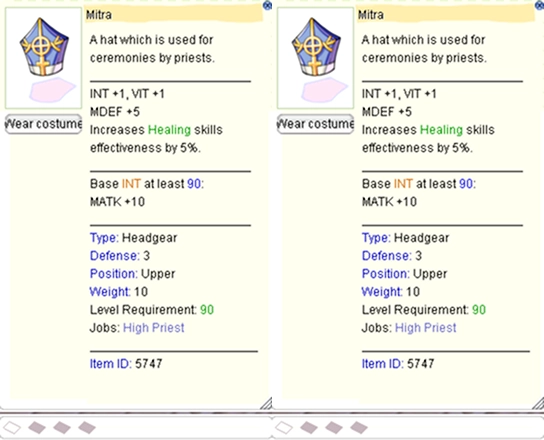 Mitra
A hat which is used for
ceremonies by priests.
INT +1, VIT +1
MDEF +5
Increases Healing skills
effectiveness by 5%.
Wear costume
Base INT at least 90:
MATK +10
Type: Headgear
Defense: 3
Position: Upper
Weight: 10
Level Requirement: 90
Jobs: High Priest
Item ID: 5747
Mitra
A hat which is used for
ceremonies by priests.
INT +1, VIT +1
MDEF +5
Increases Healing skills
effectiveness by 5%.
Wear costume
Base INT at least 90:
MATK +10
Type: Headgear
Defense: 3
Position: Upper
Weight: 10
Level Requirement: 90
Jobs: High Priest
Item ID: 5747